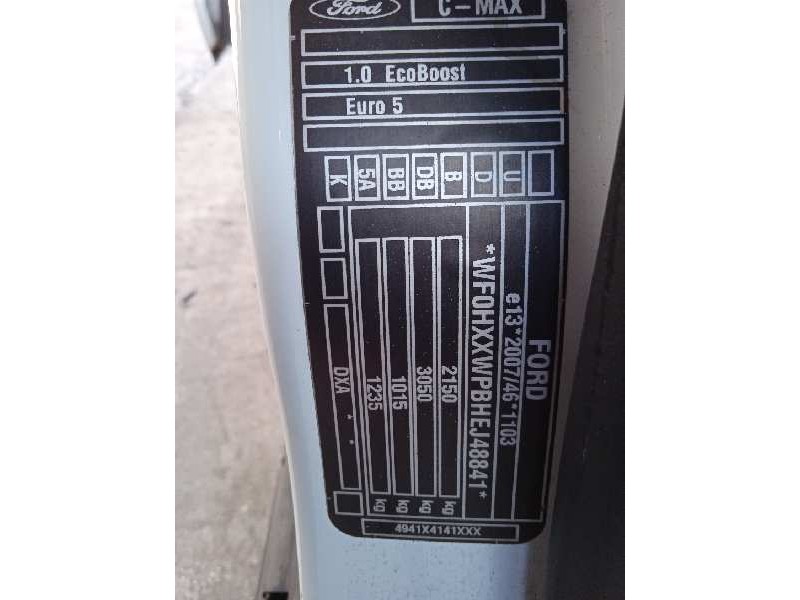 Ford
C-MAX
1.0 EcoBoost
Euro 5
K 5A BB DB B D U
FORD
e13*2007/46*1103
*WF0HXXWPBHEJ48841*
2150 kg
3050 kg
1015 kg
1235 kg
DXA * *
4941X4141XXX